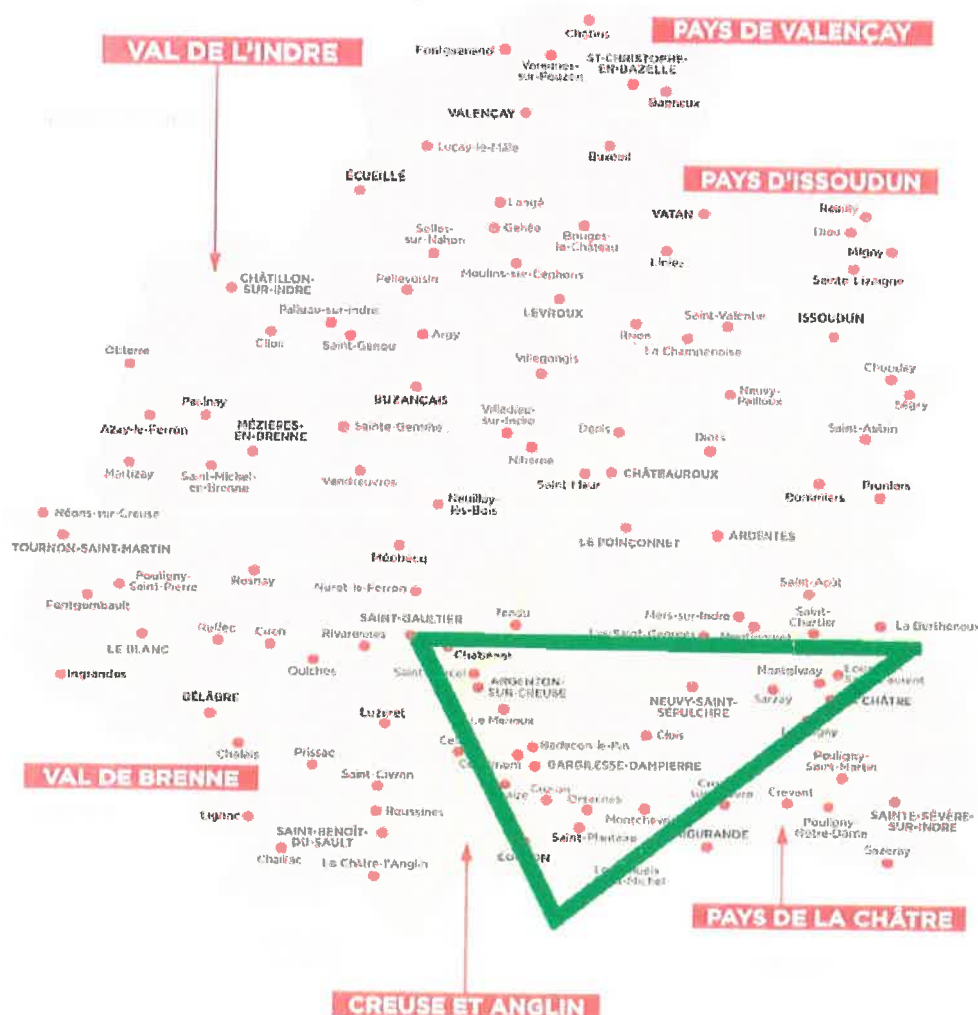 Chabris
PAYS DE VALENÇAY
VAL DE L'INDRE
Fontguenand
Varennes-
sur-Fouzon
ST-CHRISTOPHE-
EN-BAZELLE
Bagneux
VALENÇAY
Luçay-le-Mâle
Buxeuil
ÉCUEILLÉ
PAYS D'ISSOUDUN
Langé
VATAN
Reuilly
Gehée
Diou
Selles-
sur-Nahon
Bouges-
le-Château
Liniez
Migny
Moulins-sur-Céphons
Sainte Lizaigne
CHÂTILLON-
SUR-INDRE
Pellevoisin
LEVROUX
Palluau-sur-Indre
Saint-Valentin
ISSOUDUN
Clion
Saint-Genou
Argy
Brion
La Champenoise
Obterre
Villegongis
Chouday
BUZANÇAIS
Neuvy-
Pailloux
Ségry
Paulnay
Azay-le-Ferron
MÉZIÈRES-
EN-BRENNE
Sainte-Gemme
Villedieu-
sur-Indre
Déols
Diors
Saint-Aubin
Niherne
Martizay
Saint-Michel-
en-Brenne
Vendœuvres
Saint Maur
CHÂTEAUROUX
Bommiers
Pruniers
Neuillay-
lès-Bois
Néons-sur-Creuse
TOURNON-SAINT-MARTIN
LE POINÇONNET
ARDENTES
Méobecq
Pouligny-
Saint-Pierre
Rosnay
Nuret-le-Ferron
Saint-Août
Fontgombault
Mers-sur-Indre
Saint-
Chartier
SAINT-GAULTIER
Tendu
La Berthenoux
LE BLANC
Ruffec
Ciron
Rivarennes
Chabenet
Oulches
Ingrandes
ARGENTON-
SUR-CREUSE
Montgivray
BÉLÂBRE
Luzeret
Le Menoux
NEUVY-SAINT-
SÉPULCHRE
Sarzay
CHÂTRE
Chalais
Prissac
Badecon-le-Pin
Cluis
GARGILESSE-DAMPIERRE
Pouligny-
Saint-Martin
VAL DE BRENNE
Saint-Civran
Cuzion
Orsennes
Montchevrier
Crevant
Lignac
Roussines
Pouligny-
Notre-Dame
SAINTE-SÉVÈRE-
SUR-INDRE
SAINT-BENOÎT-
DU-SAULT
Saint-Plantaire
Chaillac
La Châtre-l'Anglin
Sazeray
PAYS DE LA CHÂTRE
CREUSE ET ANGLIN